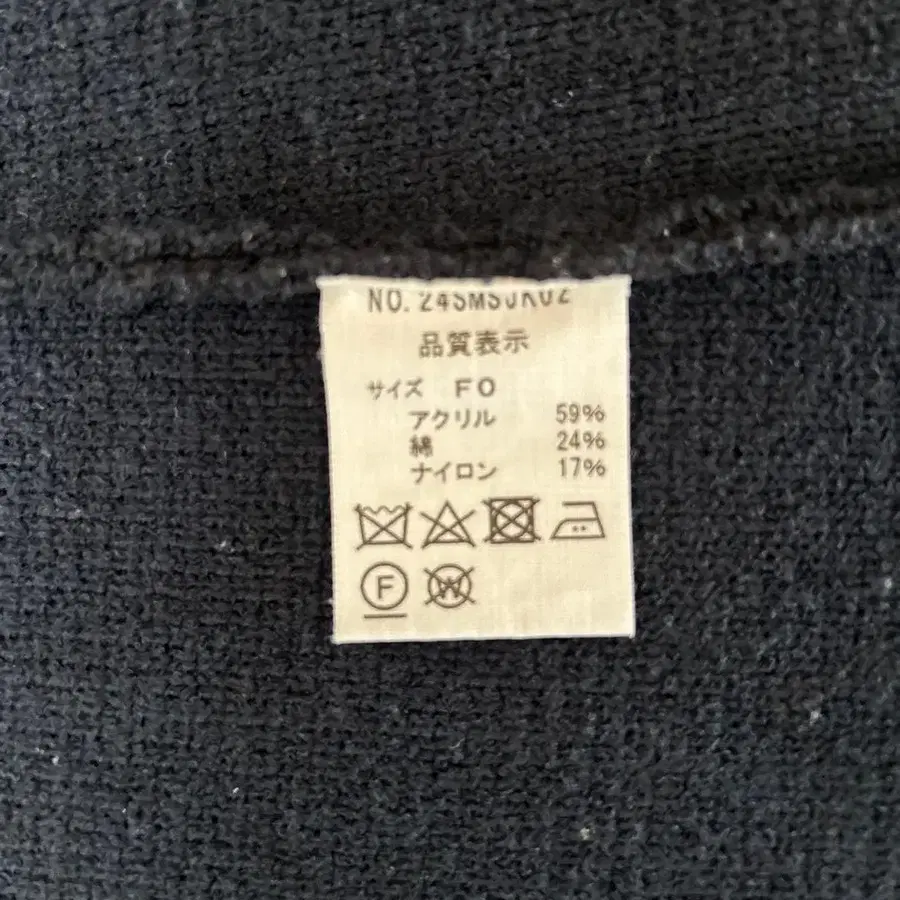 NO. 24SMSJK02
品質表示
サイズ FO
アクリル 59%
綿 24%
ナイロン 17%
F W